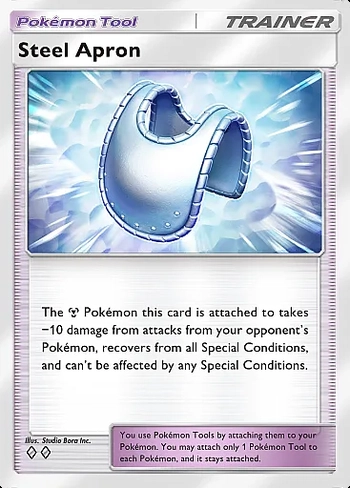 Pokémon Tool
TRAINER
Steel Apron
The Pokémon this card is attached to takes
−10 damage from attacks from your opponent's
Pokémon, recovers from all Special Conditions,
and can't be affected by any Special Conditions.
Illus. Studio Bora Inc.
You use Pokémon Tools by attaching them to your
Pokémon. You may attach only 1 Pokémon Tool to
each Pokémon, and it stays attached.